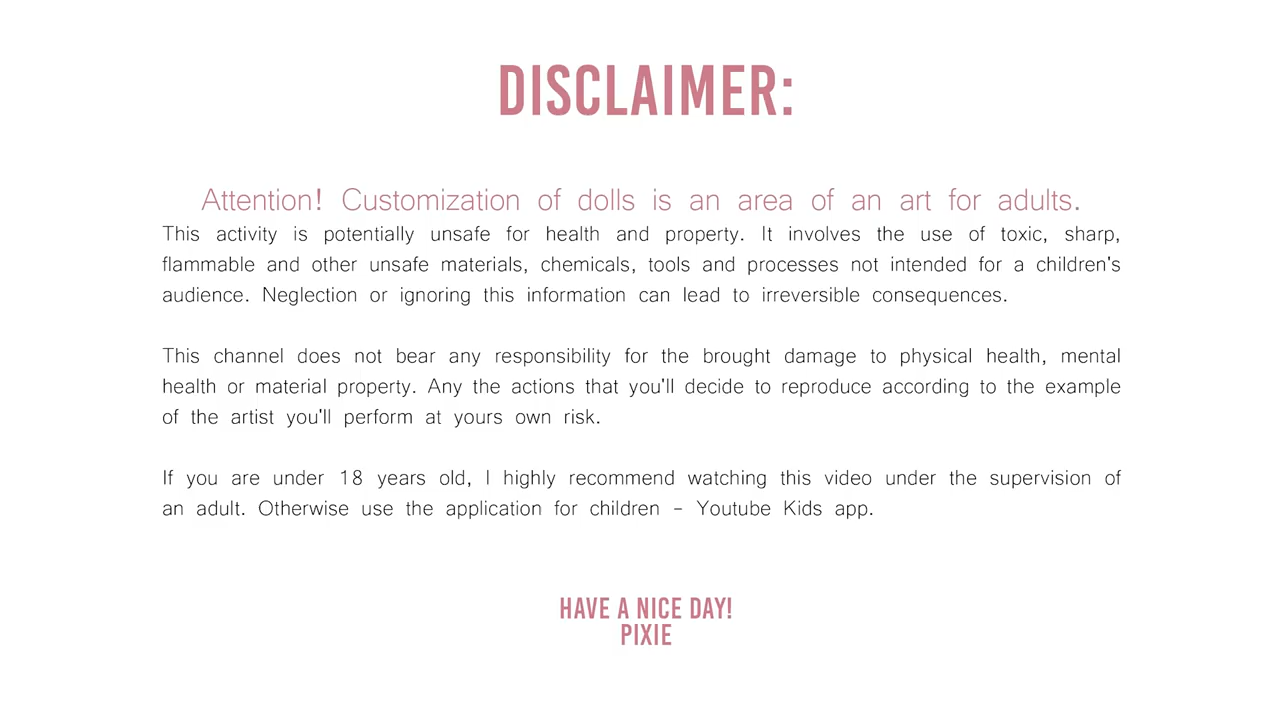 DISCLAIMER:
Attention! Customization of dolls is an area of an art for adults.
This activity is potentially unsafe for health and property. It involves the use of toxic, sharp,
flammable and other unsafe materials, chemicals, tools and processes not intended for a children's
audience. Neglection or ignoring this information can lead to irreversible consequences.
This channel does not bear any responsibility for the brought damage to physical health, mental
health or material property. Any the actions that you'll decide to reproduce according to the example
of the artist you'll perform at yours own risk.
If you are under 18 years old, I highly recommend watching this video under the supervision of
an adult. Otherwise use the application for children - Youtube Kids app.
HAVE A NICE DAY!
PIXIE